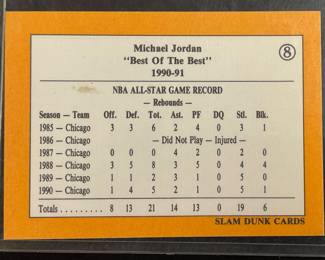 Michael Jordan
"Best Of The Best"
1990-91
8
NBA ALL-STAR GAME RECORD
— Rebounds —
Season — Team Off. Def. Tot. Ast. PF DQ Stl. Blk.
1985 — Chicago 3 3 6 2 4 0 3 1
1986 — Chicago — Did Not Play — Injured —
1987 — Chicago 0 0 0 4 2 0 2 0
1988 — Chicago 3 5 8 3 5 0 4 4
1989 — Chicago 1 1 2 3 1 0 5 0
1990 — Chicago 1 4 5 2 1 0 5 1
Totals . . . . . . . . . 8 13 21 14 13 0 19 6
SLAM DUNK CARDS